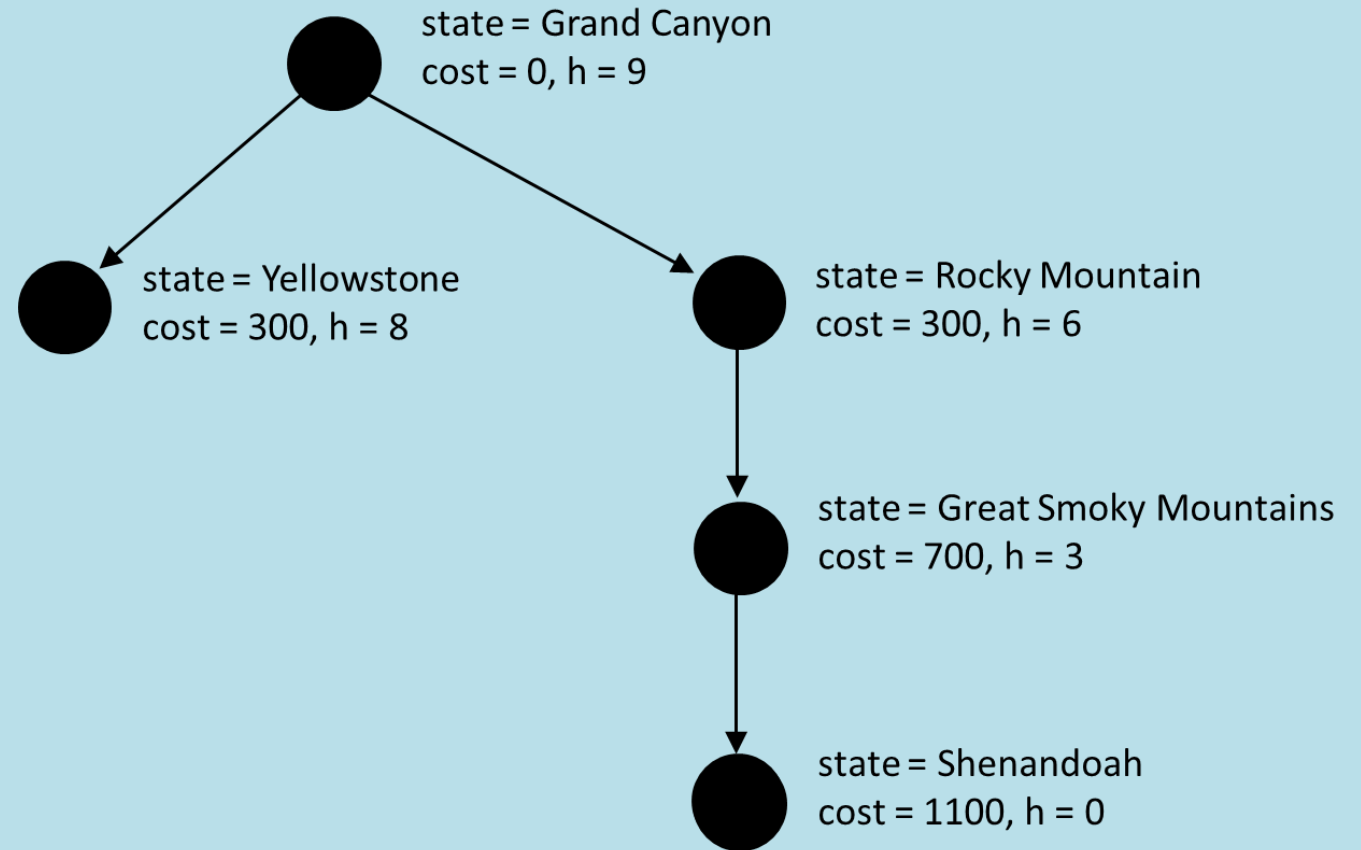 state = Grand Canyon
cost = 0, h = 9
state = Yellowstone
cost = 300, h = 8
state = Rocky Mountain
cost = 300, h = 6
state = Great Smoky Mountains
cost = 700, h = 3
state = Shenandoah
cost = 1100, h = 0